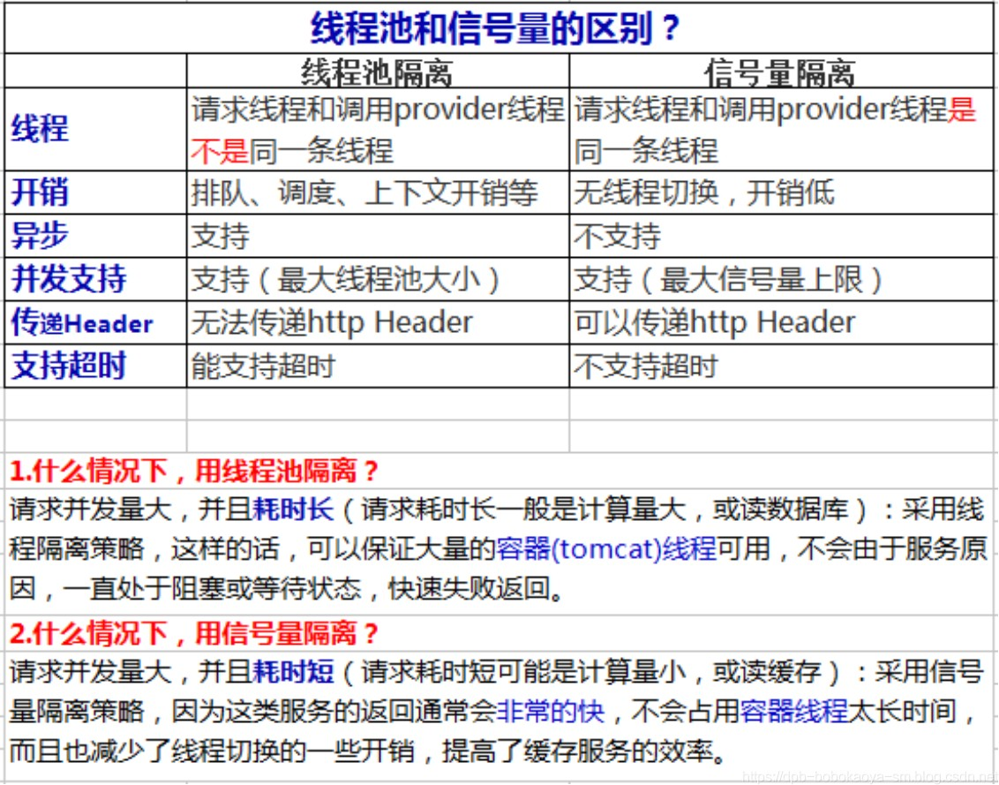 线程池和信号量的区别？
线程池隔离 信号量隔离
线程 请求线程和调用provider线程 请求线程和调用provider线程是
不是同一条线程 同一条线程
开销 排队、调度、上下文开销等 无线程切换，开销低
异步 支持 不支持
并发支持 支持（最大线程池大小） 支持（最大信号量上限）
传递Header 无法传递http Header 可以传递http Header
支持超时 能支持超时 不支持超时
1.什么情况下，用线程池隔离？
请求并发量大，并且耗时长（请求耗时长一般是计算量大，或读数据库）：采用线
程隔离策略，这样的话，可以保证大量的容器(tomcat)线程可用，不会由于服务原
因，一直处于阻塞或等待状态，快速失败返回。
2.什么情况下，用信号量隔离？
请求并发量大，并且耗时短（请求耗时短可能是计算量小，或读缓存）：采用信号
量隔离策略，因为这类服务的返回通常会非常的快，不会占用容器线程太长时间，
而且也减少了线程切换的一些开销，提高了缓存服务的效率。
https://dpb-bobokaoya-sm.blog.csdn.net